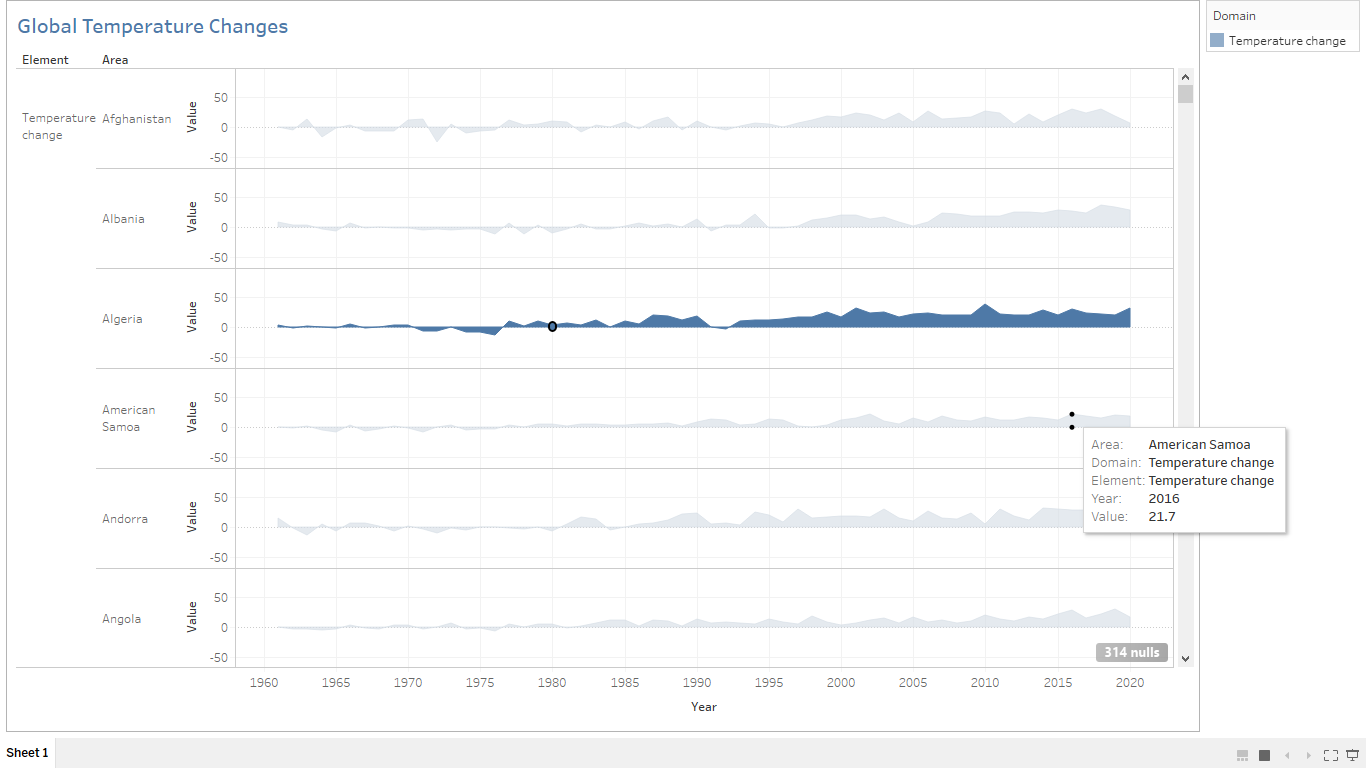 Global Temperature Changes
Domain
Temperature change
Element Area
Temperature
change
Afghanistan
Value
50
0
-50
Albania
Value
50
0
-50
Algeria
Value
50
0
-50
American
Samoa
Value
50
0
-50
Area: American Samoa
Domain: Temperature change
Element: Temperature change
Year: 2016
Value: 21.7
Andorra
Value
50
0
-50
Angola
Value
50
0
-50
314 nulls
1960 1965 1970 1975 1980 1985 1990 1995 2000 2005 2010 2015 2020
Year
Sheet 1